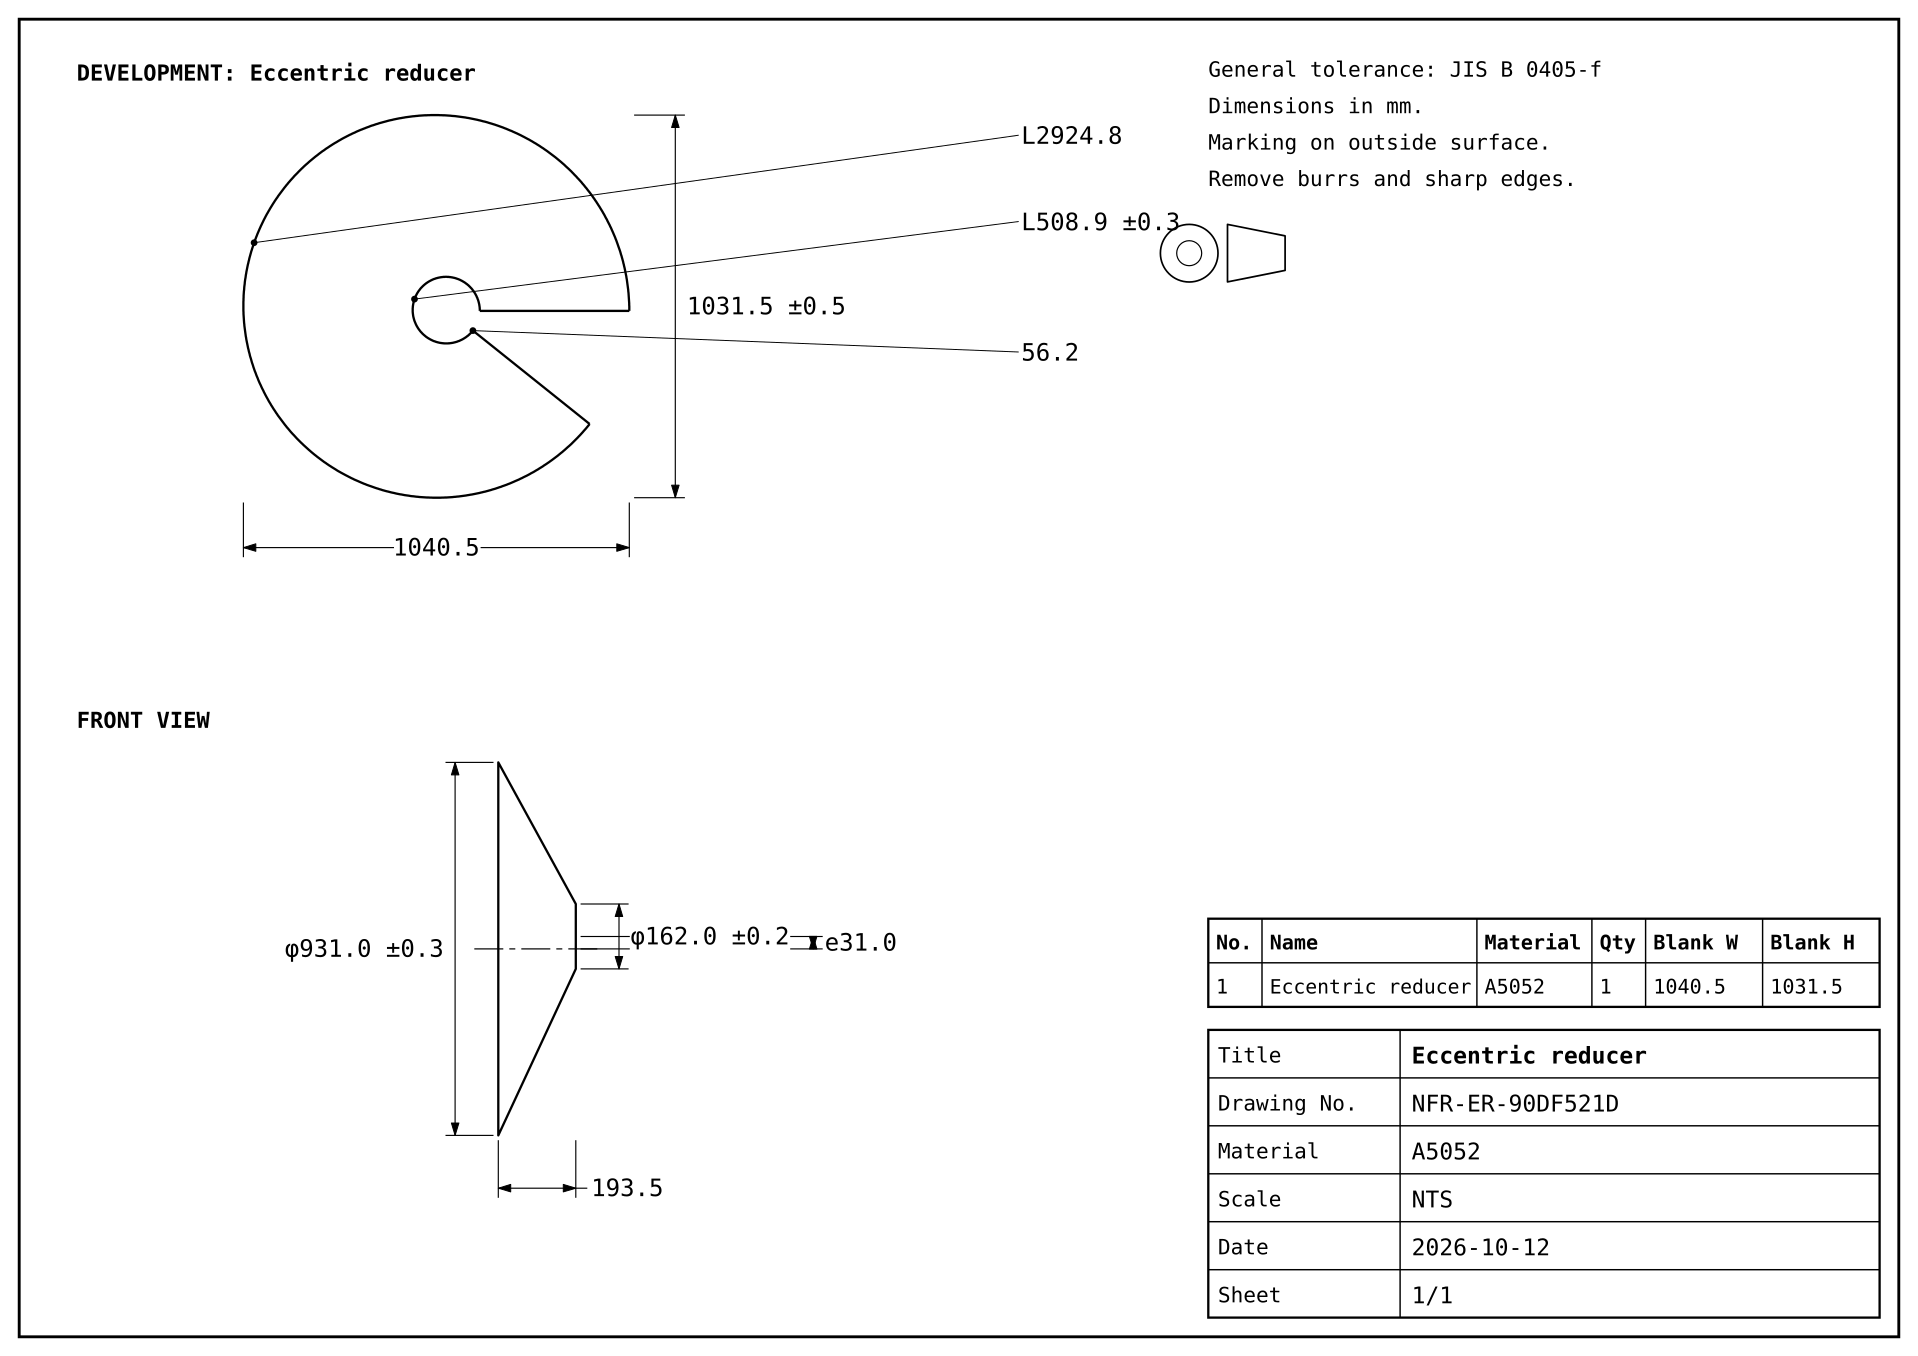 DEVELOPMENT: Eccentric reducer
General tolerance: JIS B 0405-f
Dimensions in mm.
Marking on outside surface.
Remove burrs and sharp edges.
L2924.8
L508.9 ±0.3
1031.5 ±0.5
56.2
1040.5
FRONT VIEW
φ931.0 ±0.3
φ162.0 ±0.2
e31.0
193.5
No. Name Material Qty Blank W Blank H
1 Eccentric reducer A5052 1 1040.5 1031.5
Title Eccentric reducer
Drawing No. NFR-ER-90DF521D
Material A5052
Scale NTS
Date 2026-10-12
Sheet 1/1